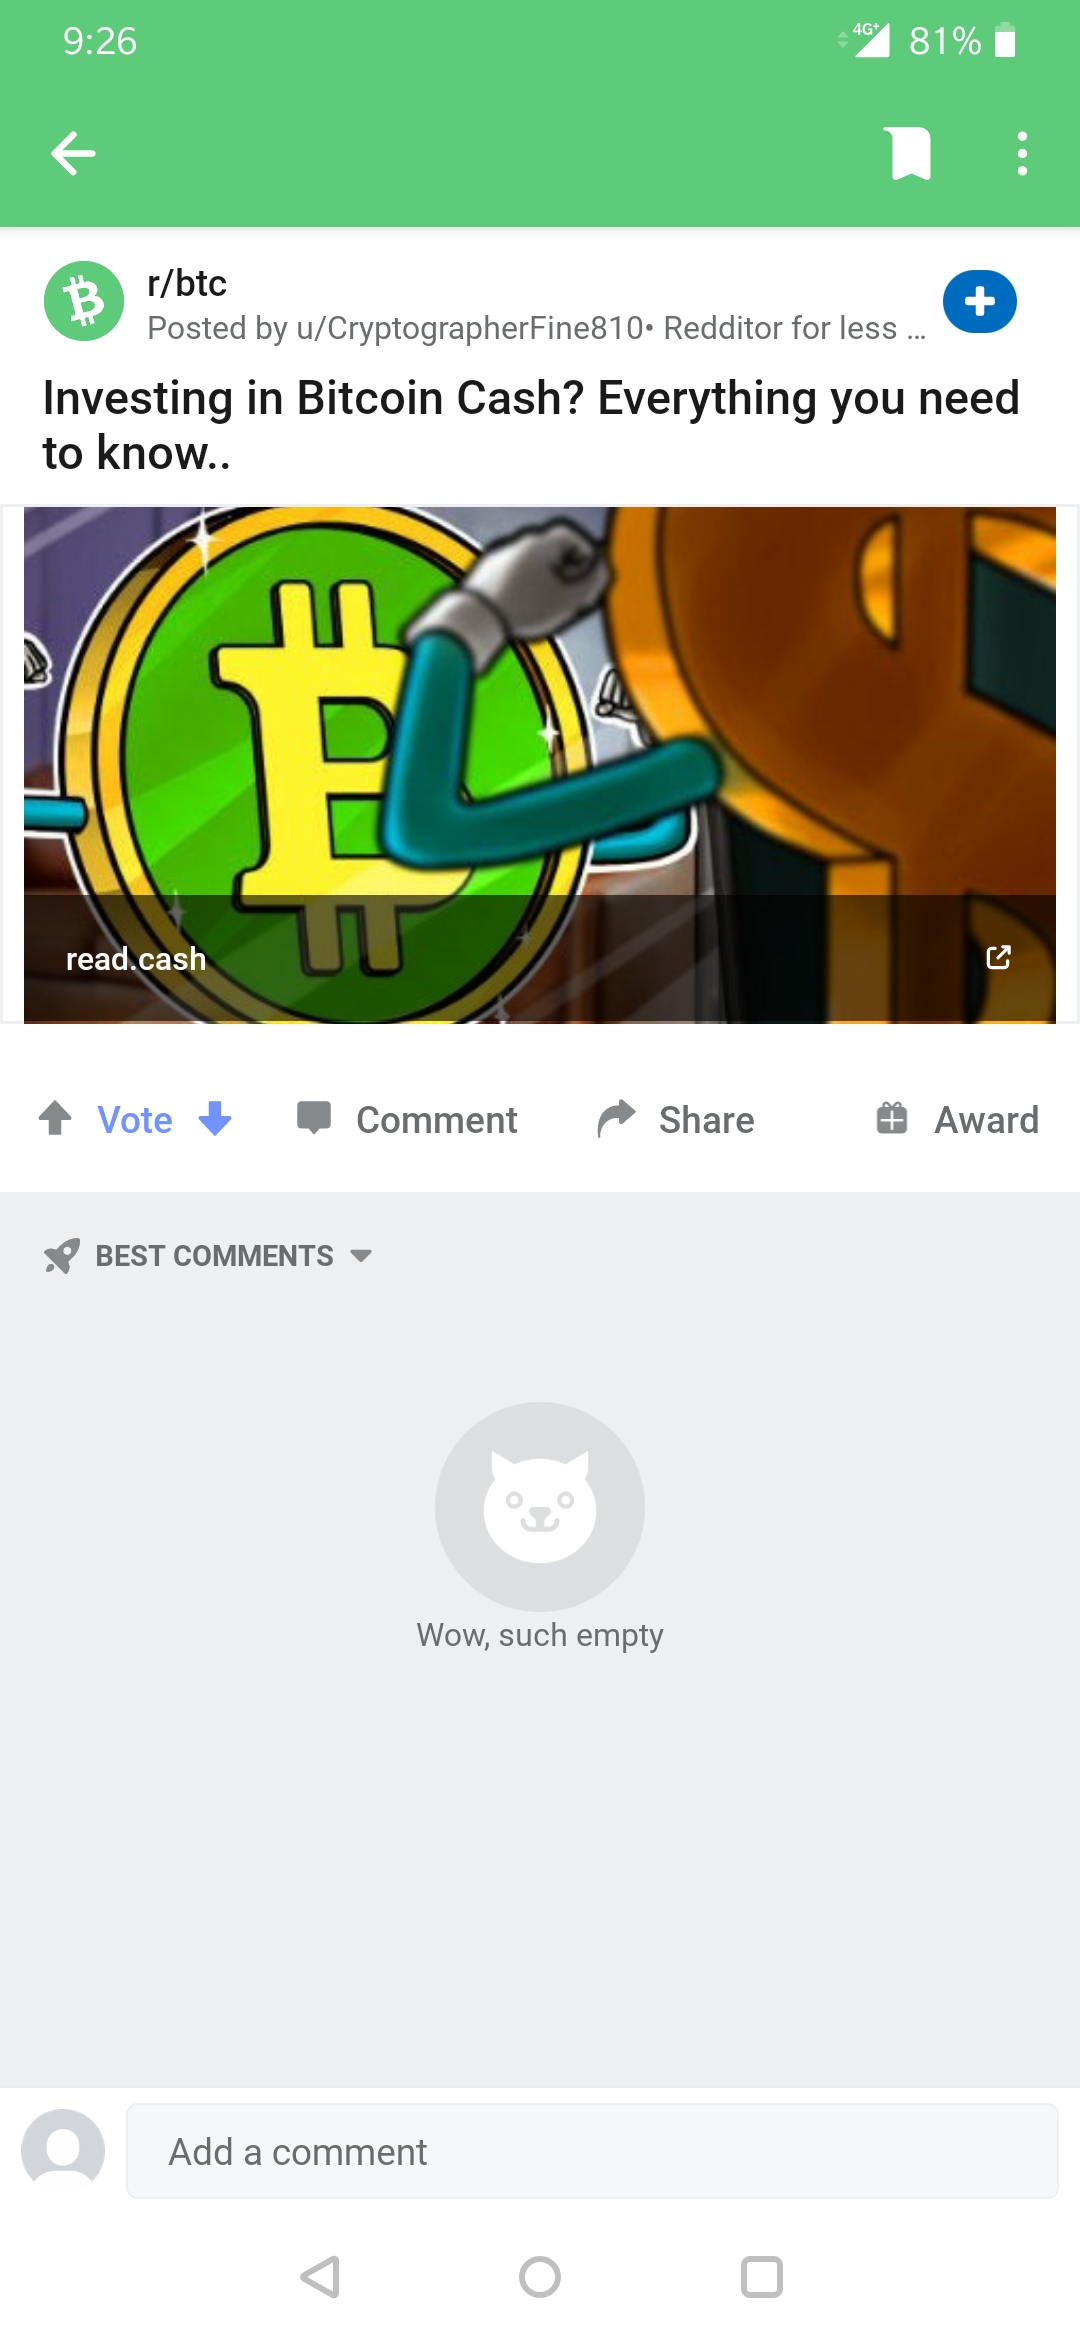 9:26
4G+ 81%
r/btc
Posted by u/CryptographerFine810• Redditor for less ...
Investing in Bitcoin Cash? Everything you need
to know..
read.cash
Vote Comment Share Award
BEST COMMENTS
Wow, such empty
Add a comment